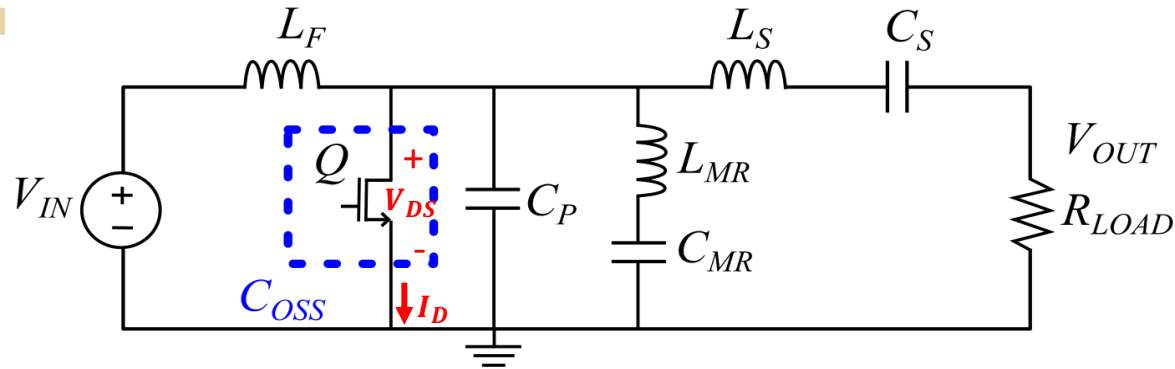 L_F
L_S
C_S
Q
+
V_DS
-
C_OSS
I_D
V_IN
+
−
C_P
L_MR
C_MR
V_OUT
R_LOAD